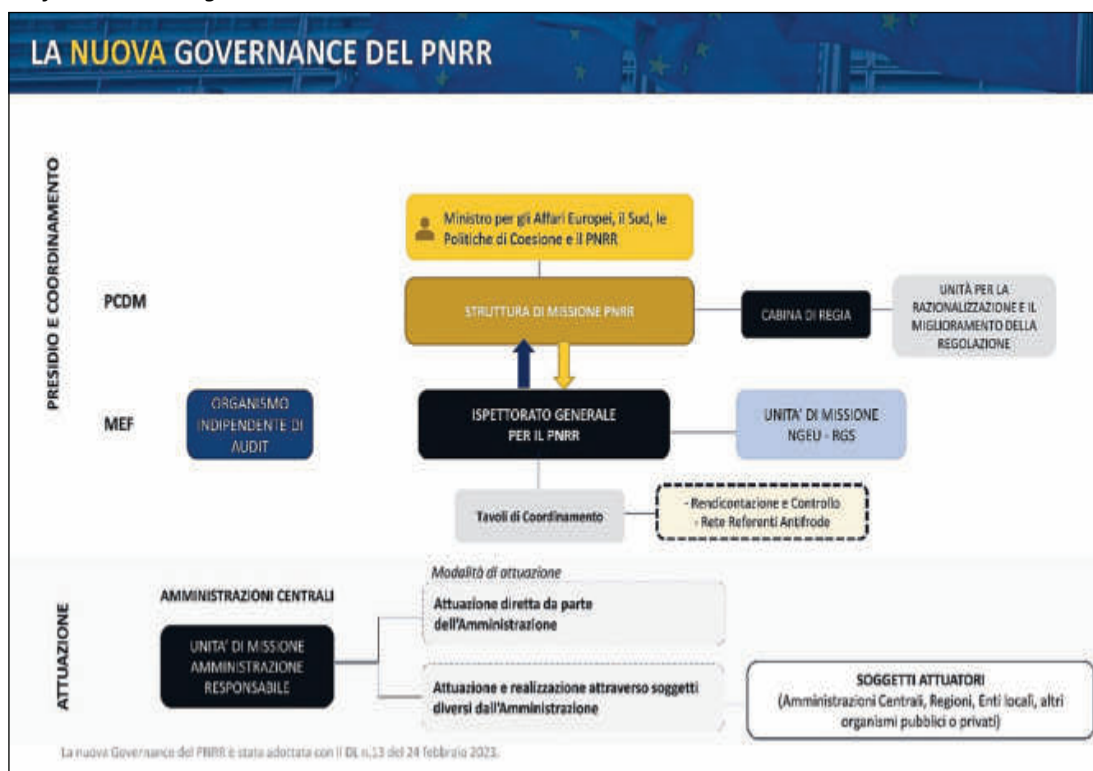 LA NUOVA GOVERNANCE DEL PNRR
PRESIDIO E COORDINAMENTO
Ministro per gli Affari Europei, il Sud, le
Politiche di Coesione e il PNRR
PCDM
STRUTTURA DI MISSIONE PNRR
CABINA DI REGIA
UNITÀ PER LA
RAZIONALIZZAZIONE E IL
MIGLIORAMENTO DELLA
REGOLAZIONE
MEF
ORGANISMO
INDIPENDENTE DI
AUDIT
ISPETTORATO GENERALE
PER IL PNRR
UNITA' DI MISSIONE
NGEU - RGS
Tavoli di Coordinamento
- Rendicontazione e Controllo
- Rete Referenti Antifrode
ATTUAZIONE
AMMINISTRAZIONI CENTRALI
UNITA' DI MISSIONE
AMMINISTRAZIONE
RESPONSABILE
Modalità di attuazione
Attuazione diretta da parte
dell'Amministrazione
Attuazione e realizzazione attraverso soggetti
diversi dall'Amministrazione
SOGGETTI ATTUATORI
(Amministrazioni Centrali, Regioni, Enti locali, altri
organismi pubblici o privati)
La nuova Governance del PNRR è stata adottata con il DL n.13 del 24 febbraio 2023.